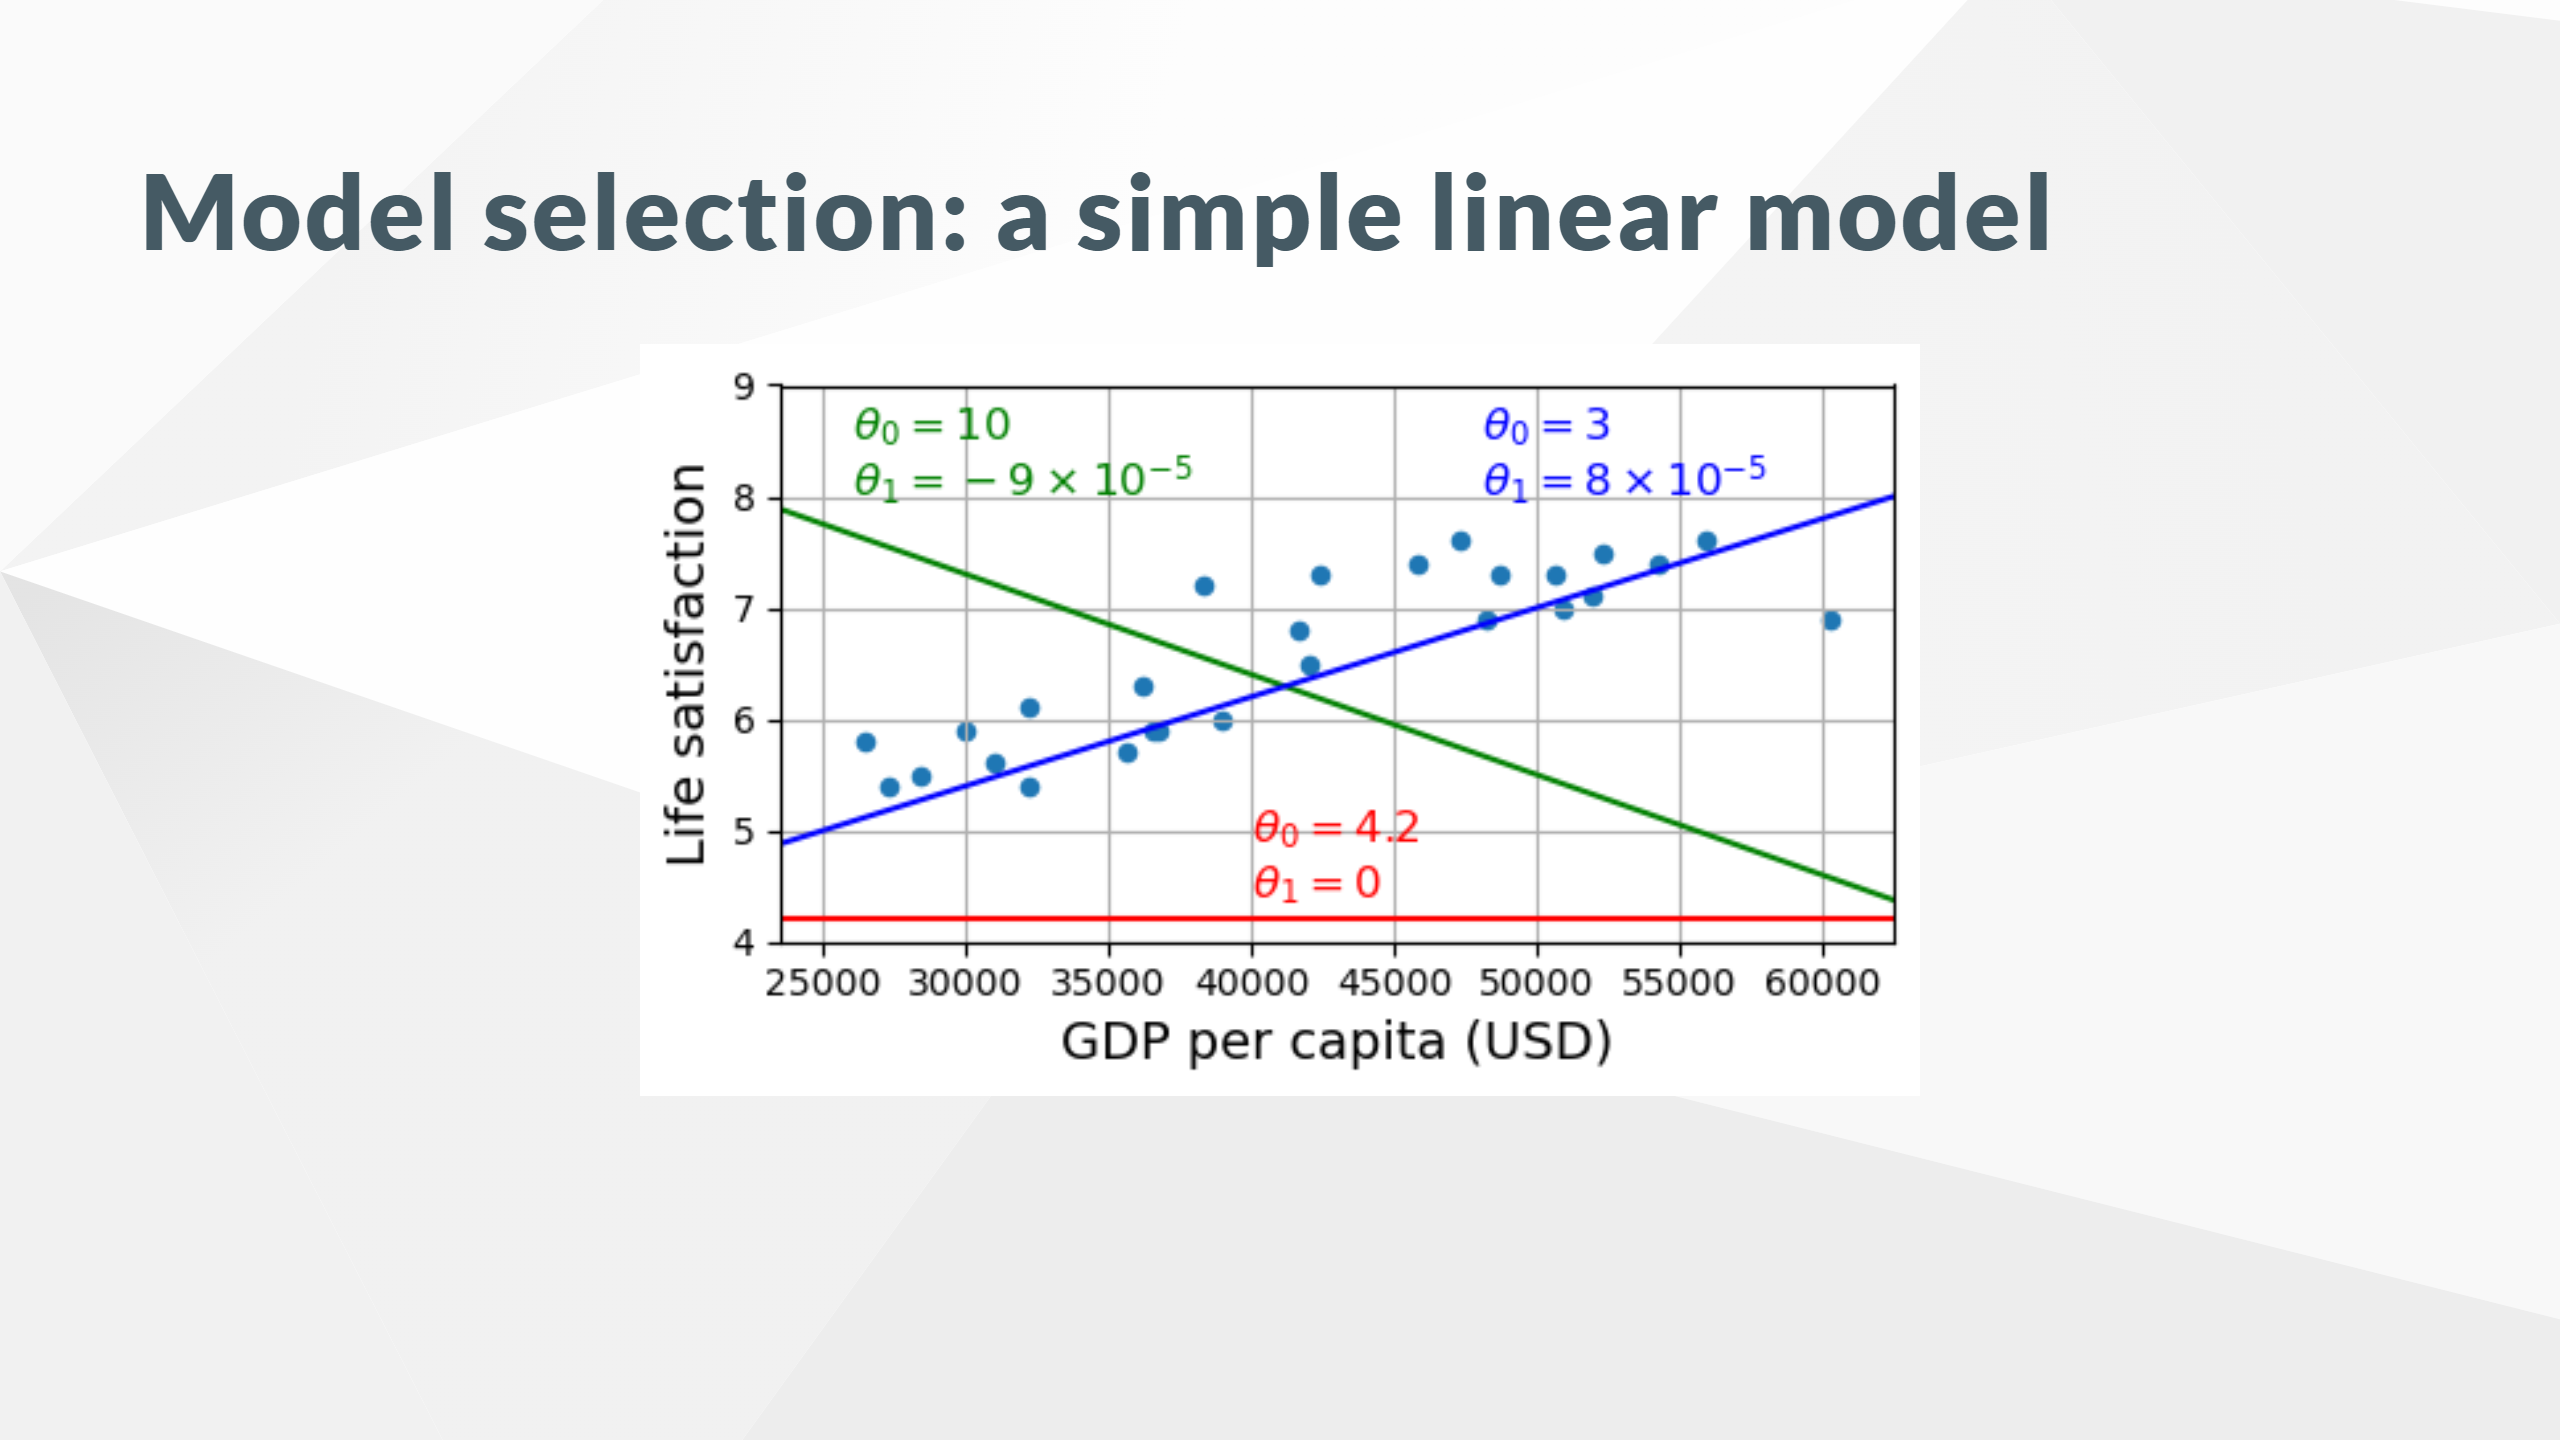 Model selection: a simple linear model
9
8
7
6
5
4
Life satisfaction
θ₀ = 10
θ₁ = − 9 × 10⁻⁵
θ₀ = 3
θ₁ = 8 × 10⁻⁵
θ₀ = 4.2
θ₁ = 0
25000 30000 35000 40000 45000 50000 55000 60000
GDP per capita (USD)